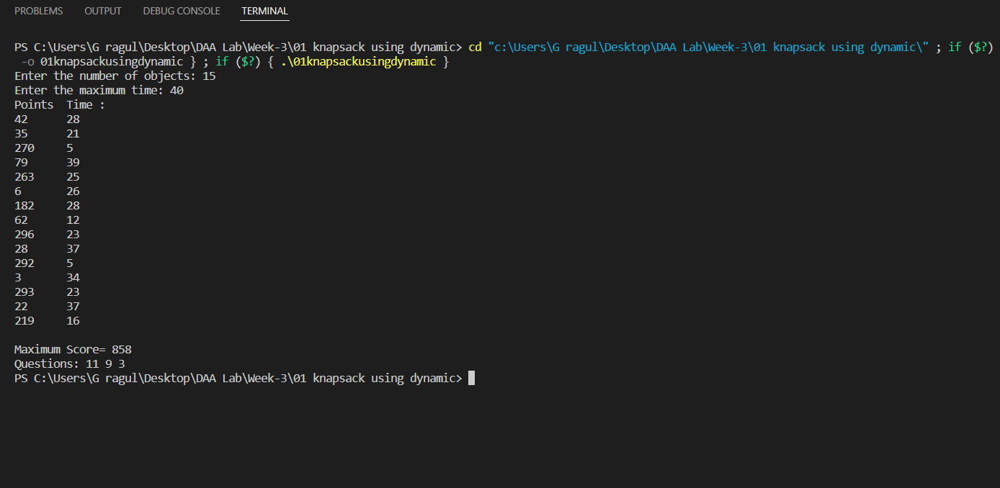 PROBLEMS OUTPUT DEBUG CONSOLE TERMINAL
PS C:\Users\G ragul\Desktop\DAA Lab\Week-3\01 knapsack using dynamic> cd "c:\Users\G ragul\Desktop\DAA Lab\Week-3\01 knapsack using dynamic\" ; if ($?)
-o 01knapsackusingdynamic } ; if ($?) { .\01knapsackusingdynamic }
Enter the number of objects: 15
Enter the maximum time: 40
Points Time :
42 28
35 21
270 5
79 39
263 25
6 26
182 28
62 12
296 23
28 37
292 5
3 34
293 23
22 37
219 16
Maximum Score= 858
Questions: 11 9 3
PS C:\Users\G ragul\Desktop\DAA Lab\Week-3\01 knapsack using dynamic>